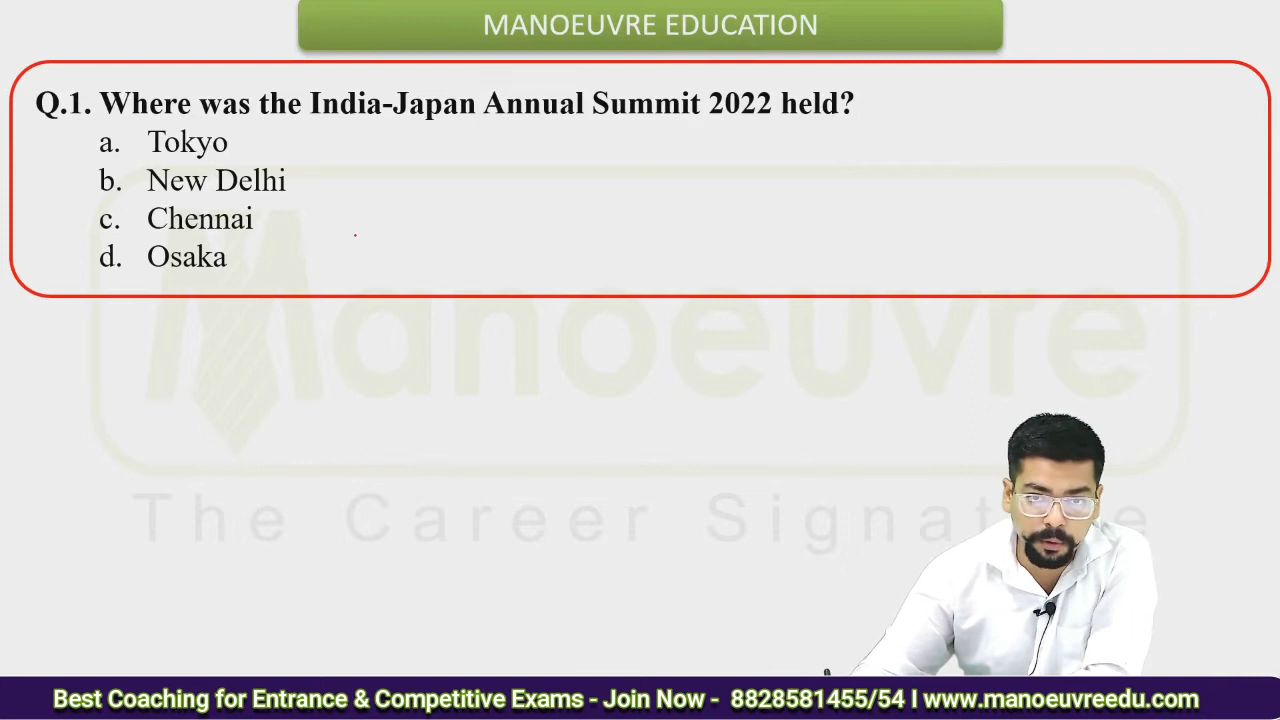 MANOEUVRE EDUCATION
Q.1. Where was the India-Japan Annual Summit 2022 held?
a. Tokyo
b. New Delhi
c. Chennai
d. Osaka
Manoeuvre
The Career Signature
Best Coaching for Entrance & Competitive Exams - Join Now - 8828581455/54 I www.manoeuvreedu.com